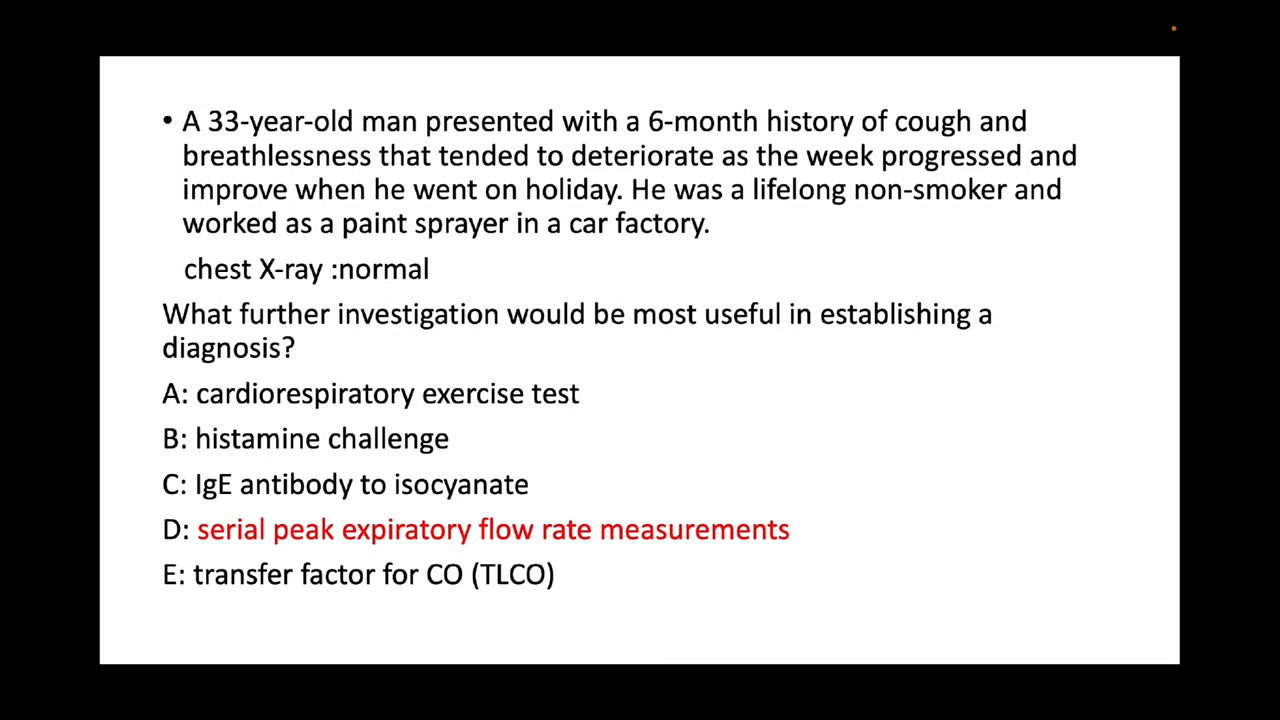 • A 33-year-old man presented with a 6-month history of cough and
breathlessness that tended to deteriorate as the week progressed and
improve when he went on holiday. He was a lifelong non-smoker and
worked as a paint sprayer in a car factory.
chest X-ray :normal
What further investigation would be most useful in establishing a
diagnosis?
A: cardiorespiratory exercise test
B: histamine challenge
C: IgE antibody to isocyanate
D: serial peak expiratory flow rate measurements
E: transfer factor for CO (TLCO)